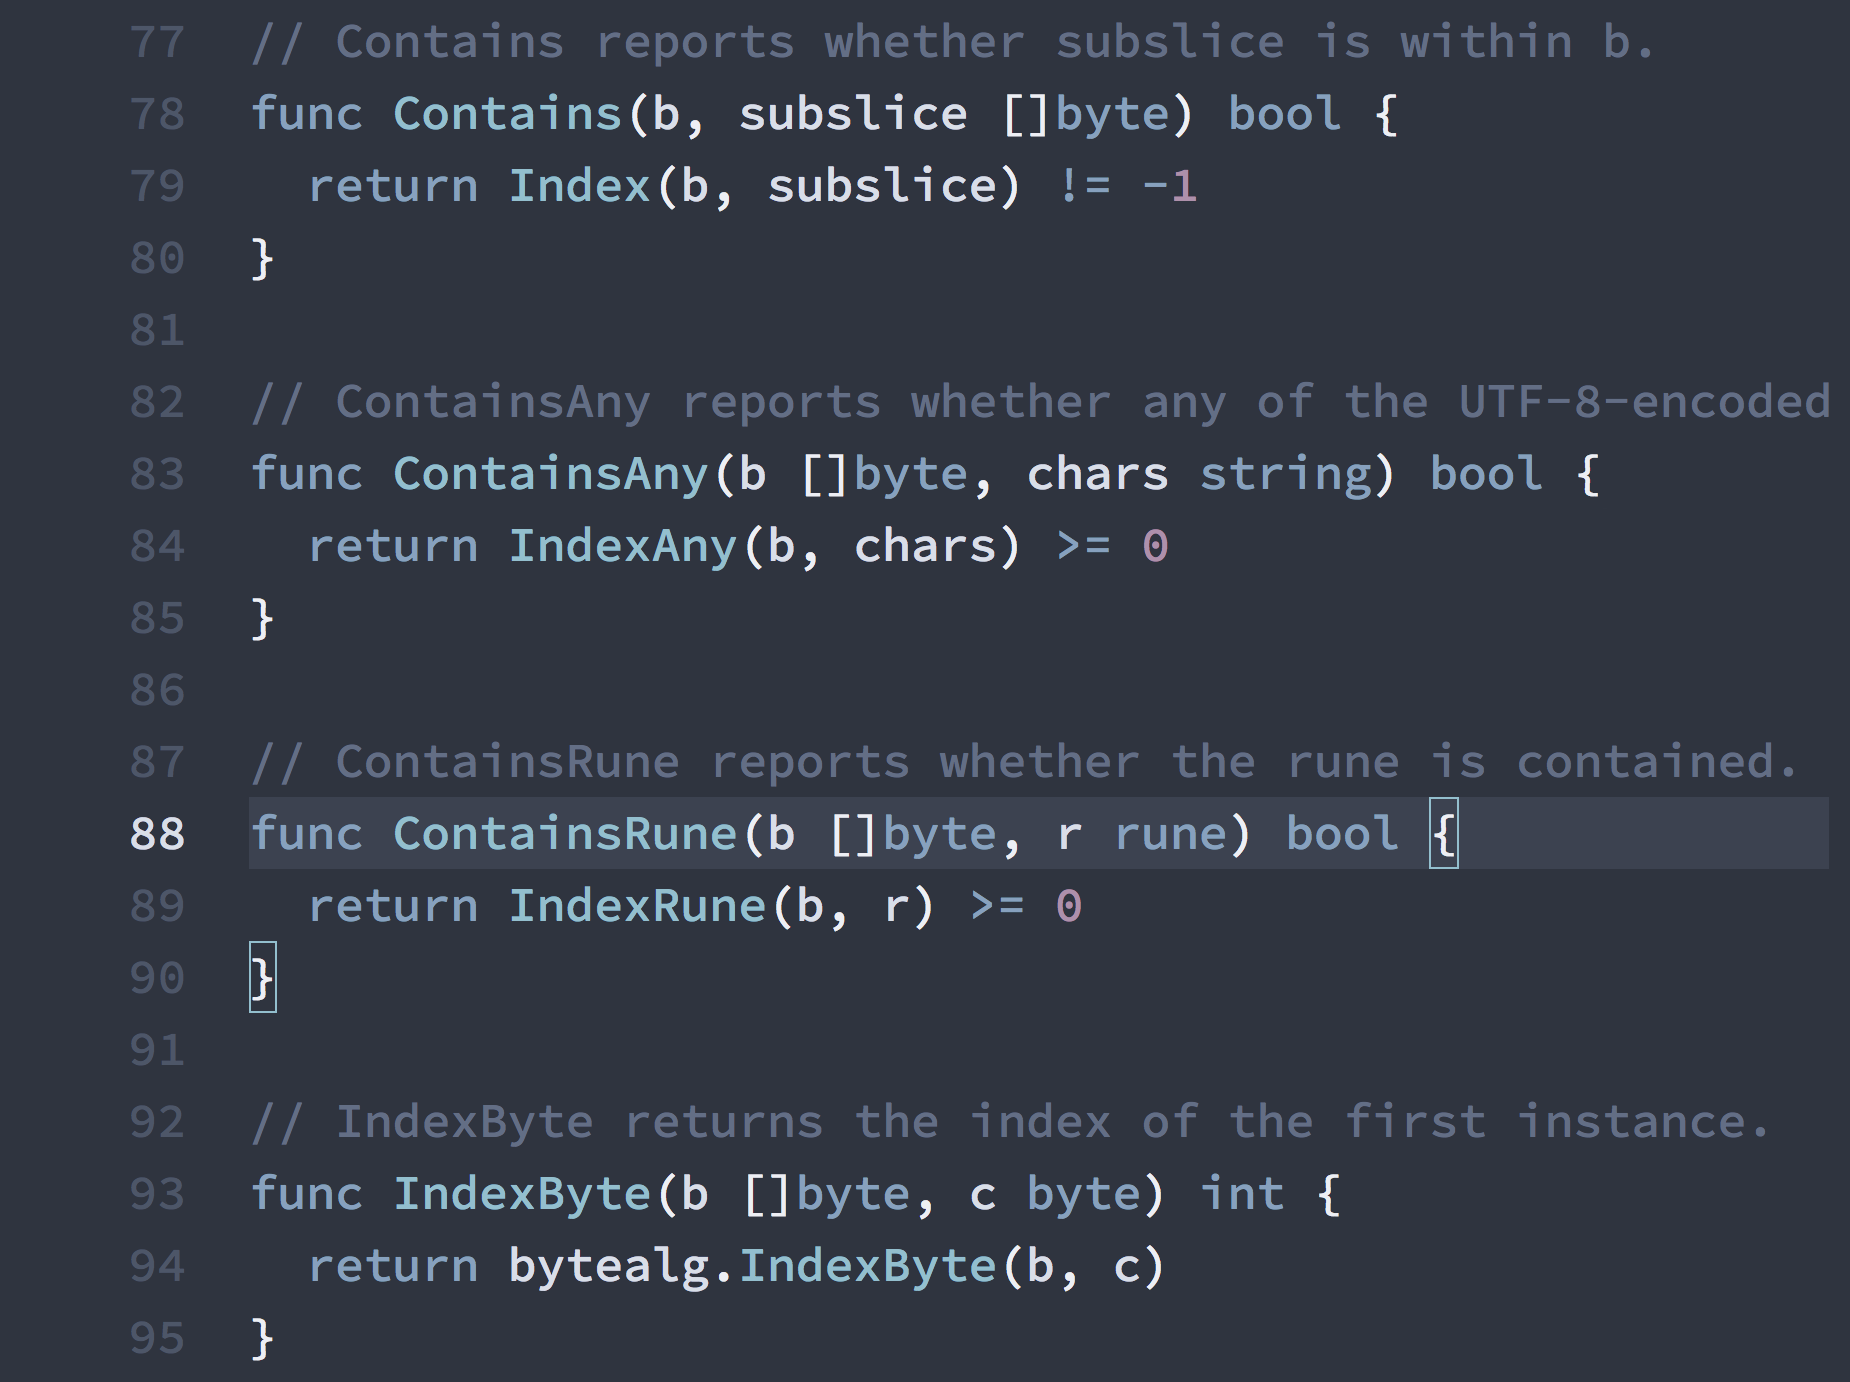 77 // Contains reports whether subslice is within b.
78 func Contains(b, subslice []byte) bool {
79   return Index(b, subslice) != -1
80 }
81
82 // ContainsAny reports whether any of the UTF-8-encoded
83 func ContainsAny(b []byte, chars string) bool {
84   return IndexAny(b, chars) >= 0
85 }
86
87 // ContainsRune reports whether the rune is contained.
88 func ContainsRune(b []byte, r rune) bool {
89   return IndexRune(b, r) >= 0
90 }
91
92 // IndexByte returns the index of the first instance.
93 func IndexByte(b []byte, c byte) int {
94   return bytealg.IndexByte(b, c)
95 }